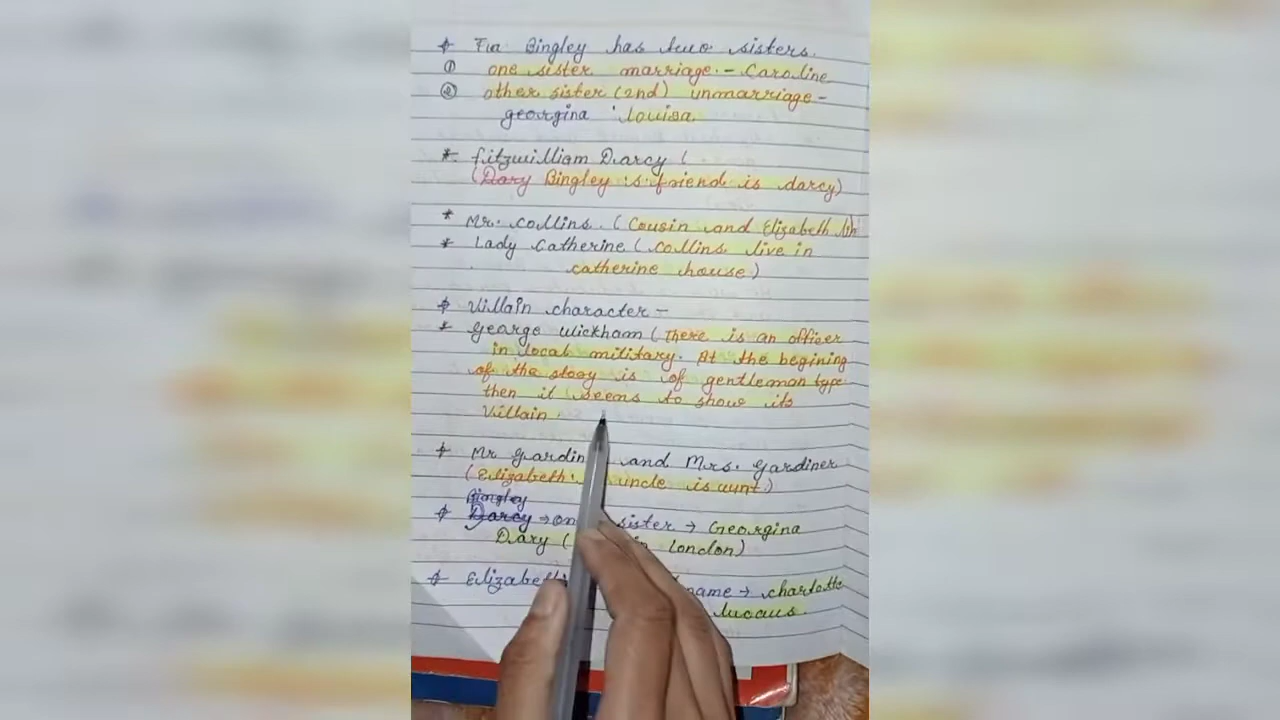 Bingley has two sisters.
① one sister marriage. - Caroline
② other sister (2nd) unmarriage -
georgina louisa
* fitzwilliam Darcy (
(Dary Bingley is friend is darcy)
* Mr. Collins. (Cousin and Elizabeth
* Lady Catherine (Collins live in
catherine house)
Villain character -
* george Wickham (There is an officer
in local military. At the begining
of the story is of gentleman type
then it seems to show its
Villain
Mr gardin and Mrs. gardiner
(Elizabeth uncle is aunt)
Bingley
Darcy → sister → Georgina
Dary ( in London)
Elizabeth name → charlotte
lucaus.